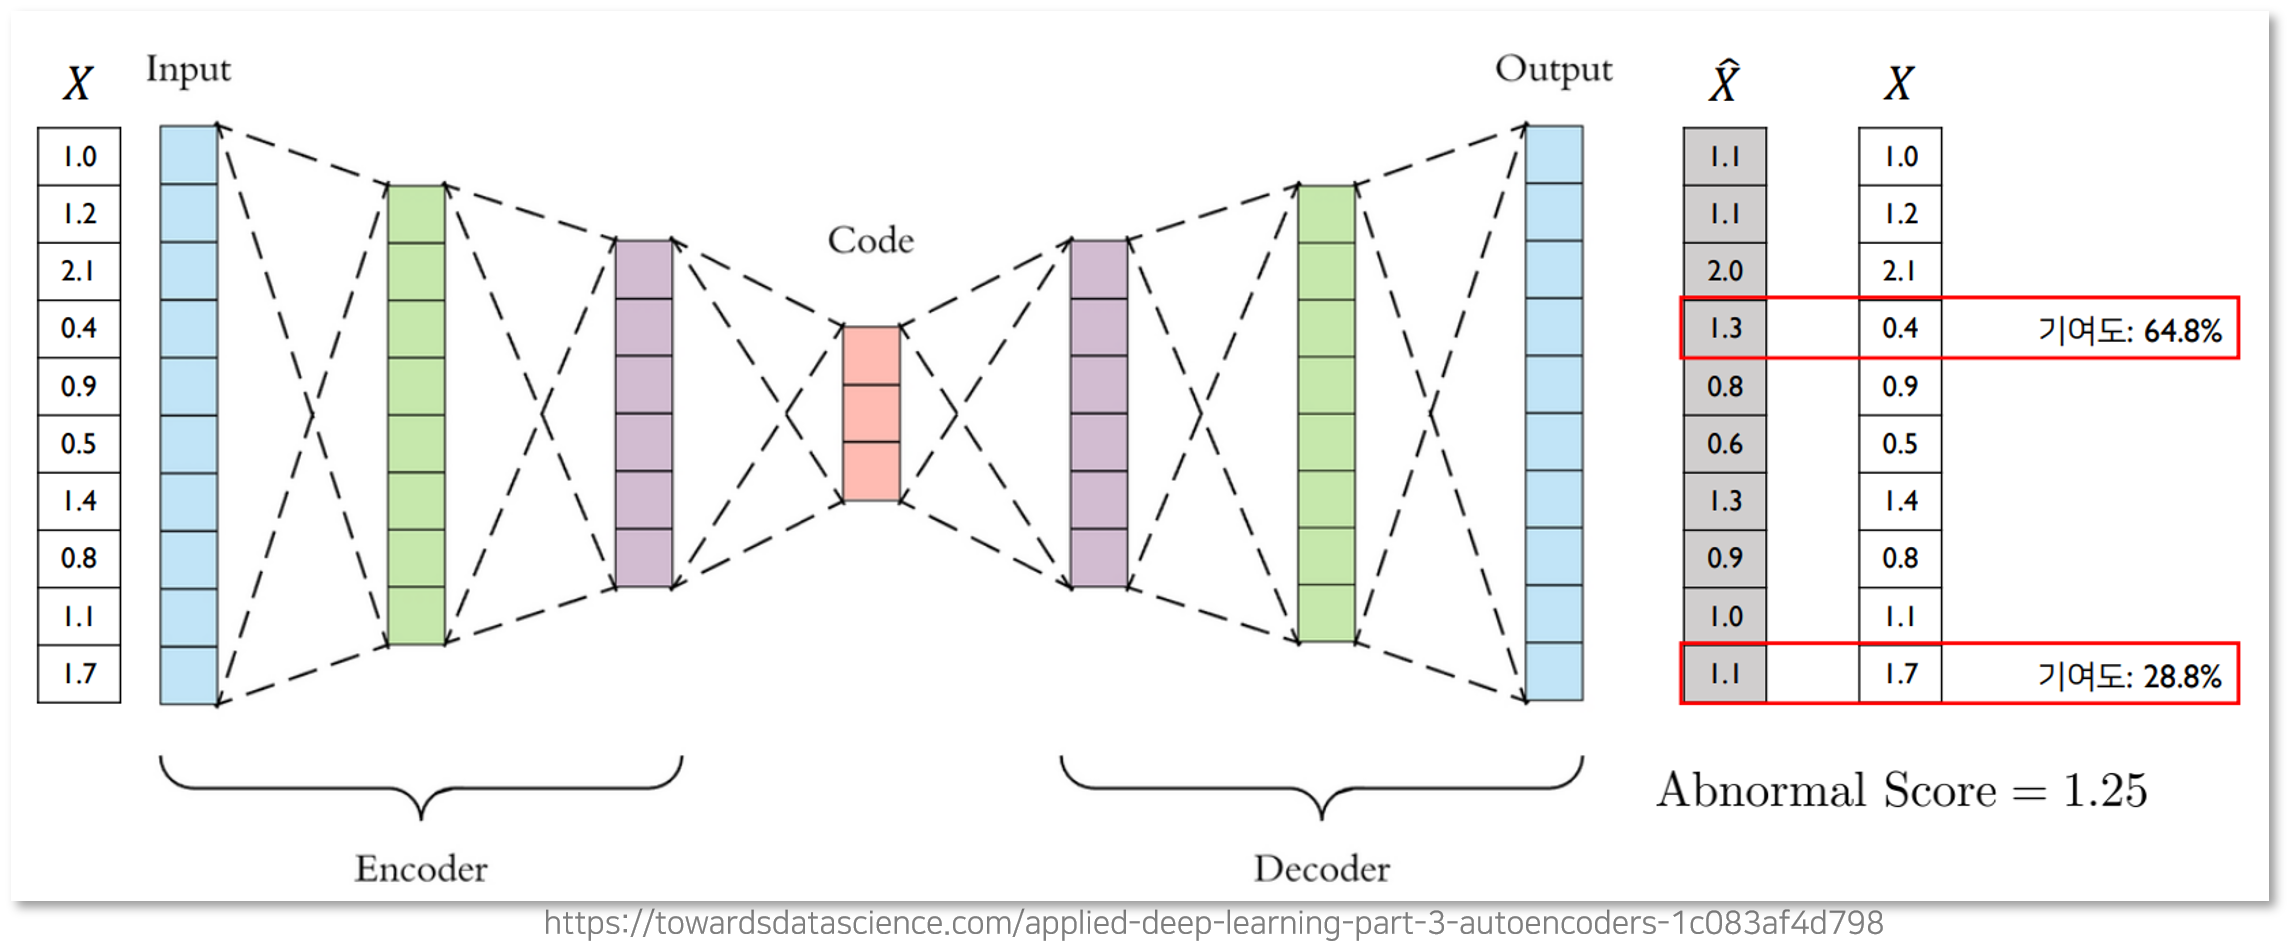 X Input Output X̂ X
1.0 1.1 1.0
1.2 1.1 1.2
Code
2.1 2.0 2.1
0.4 1.3 0.4 기여도: 64.8%
0.9 0.8 0.9
0.5 0.6 0.5
1.4 1.3 1.4
0.8 0.9 0.8
1.1 1.0 1.1
1.7 1.1 1.7 기여도: 28.8%
Abnormal Score = 1.25
Encoder Decoder
https://towardsdatascience.com/applied-deep-learning-part-3-autoencoders-1c083af4d798